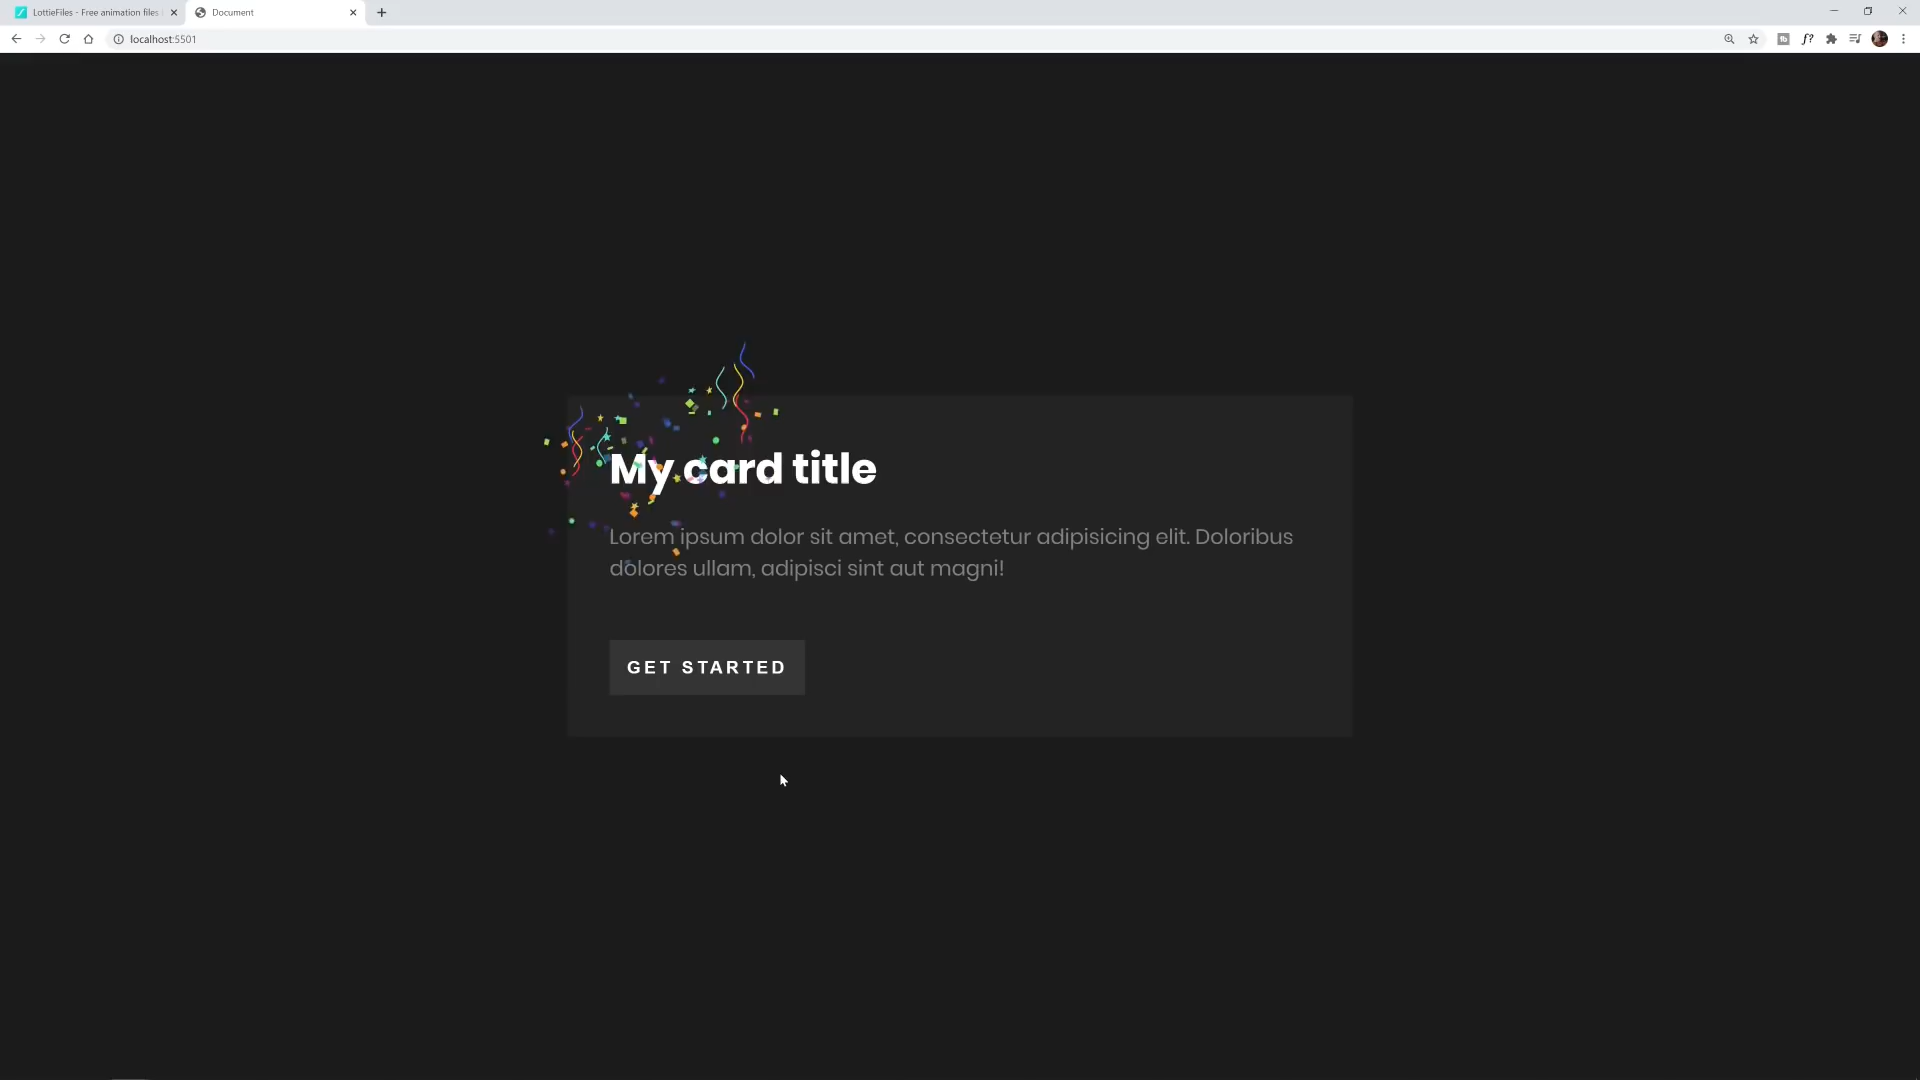 LottieFiles - Free animation files
Document
localhost:5501
f?
My card title
Lorem ipsum dolor sit amet, consectetur adipisicing elit. Doloribus
dolores ullam, adipisci sint aut magni!
GET STARTED